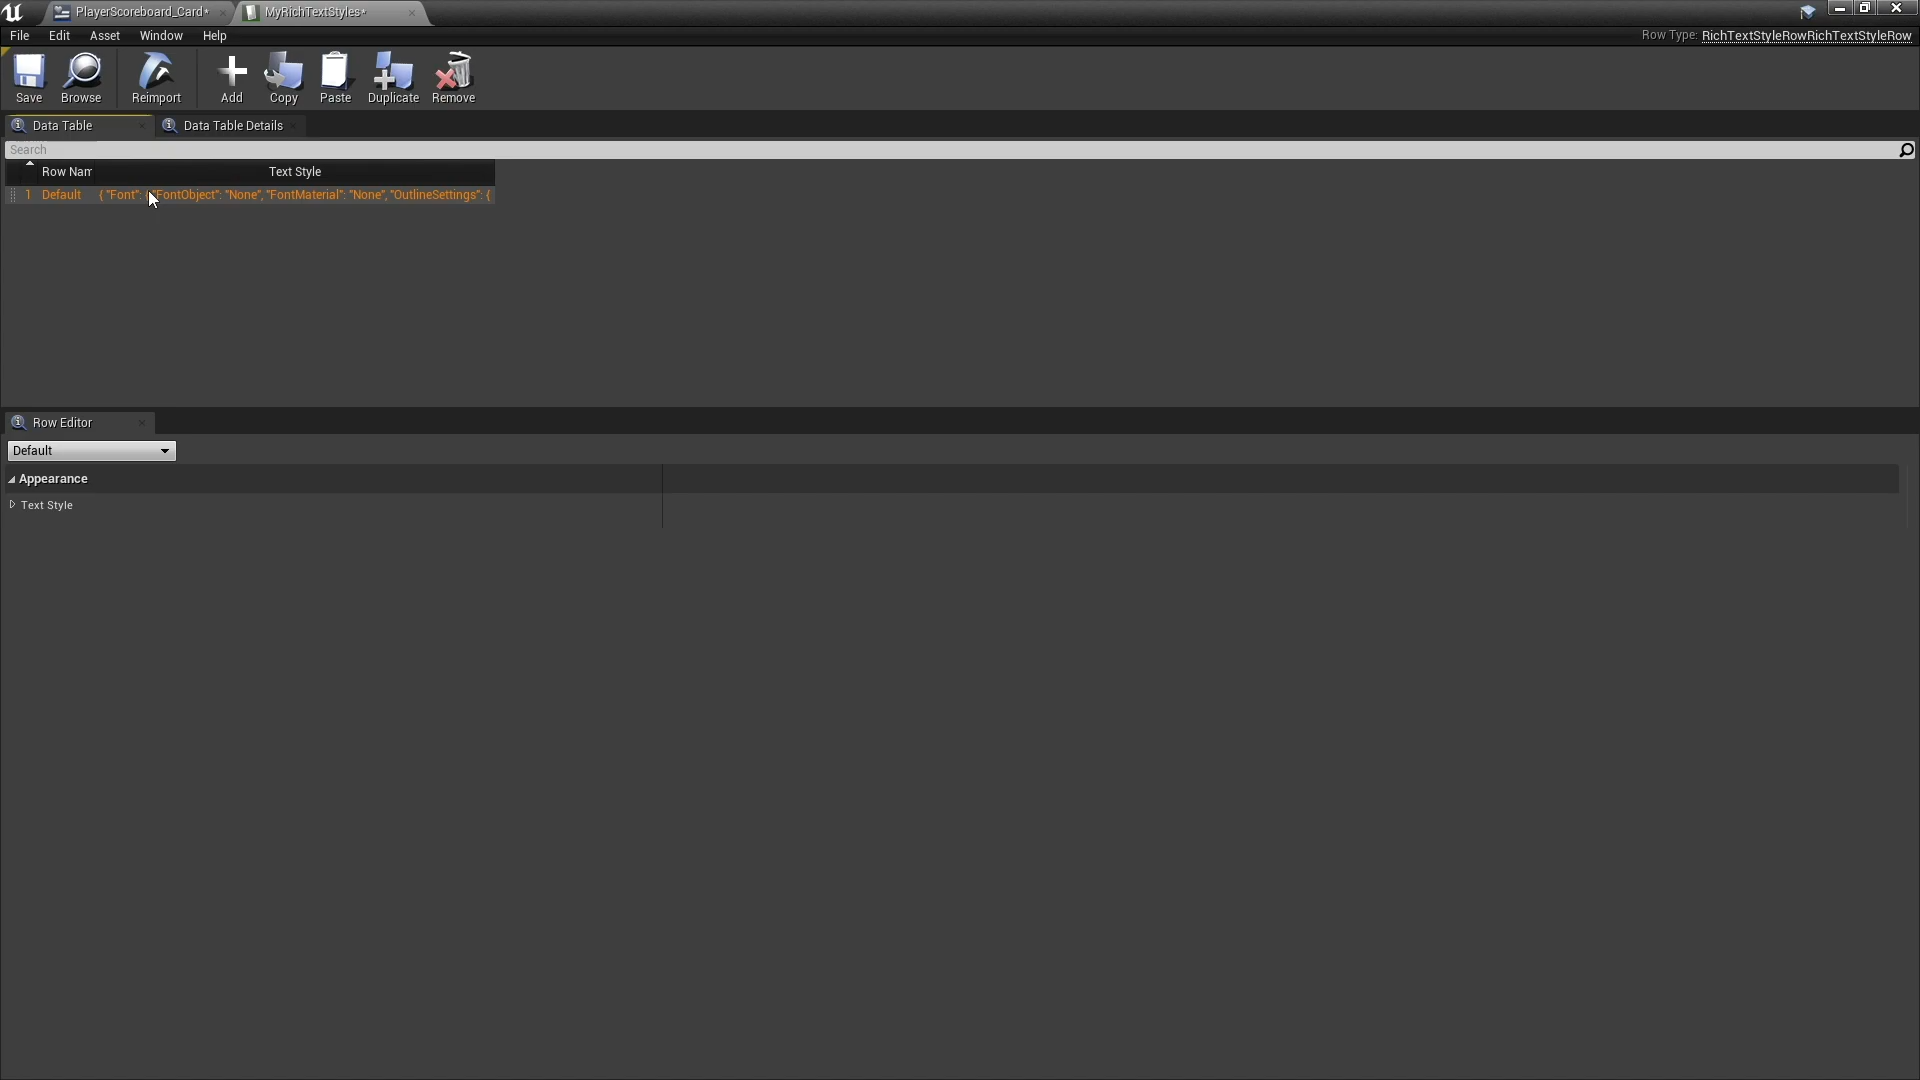 PlayerScoreboard_Card*
MyRichTextStyles*
File Edit Asset Window Help
Row Type: RichTextStyleRowRichTextStyleRow
Save Browse Reimport Add Copy Paste Duplicate Remove
Data Table
Data Table Details
Search
Row Nam Text Style
1 Default { "Font": { "FontObject": "None", "FontMaterial": "None", "OutlineSettings": {
Row Editor
Default
Appearance
Text Style